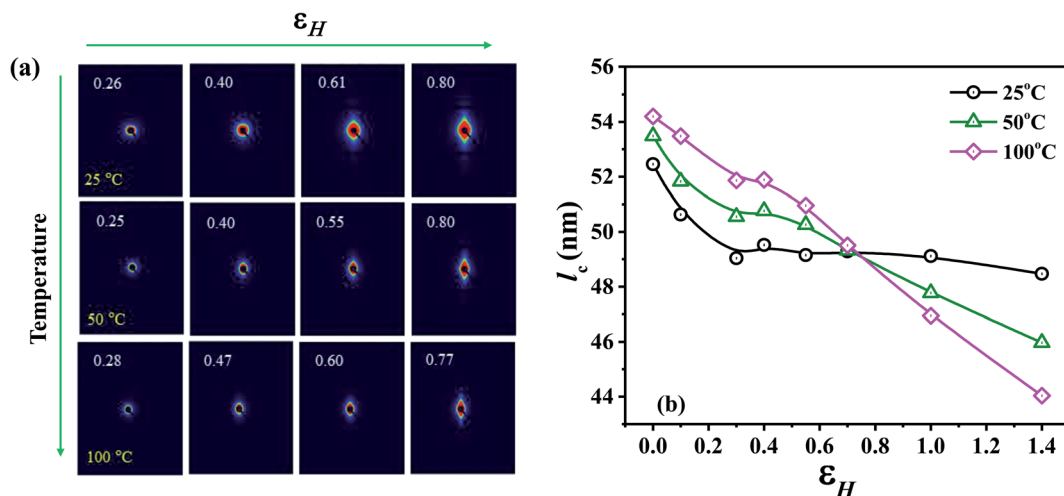 ε_H
(a)
Temperature
0.26 0.40 0.61 0.80
25 °C
0.25 0.40 0.55 0.80
50 °C
0.28 0.47 0.60 0.77
100 °C
56
54
52
50
48
46
44
l_c (nm)
25°C
50°C
100°C
(b)
0.0 0.2 0.4 0.6 0.8 1.0 1.2 1.4
ε_H